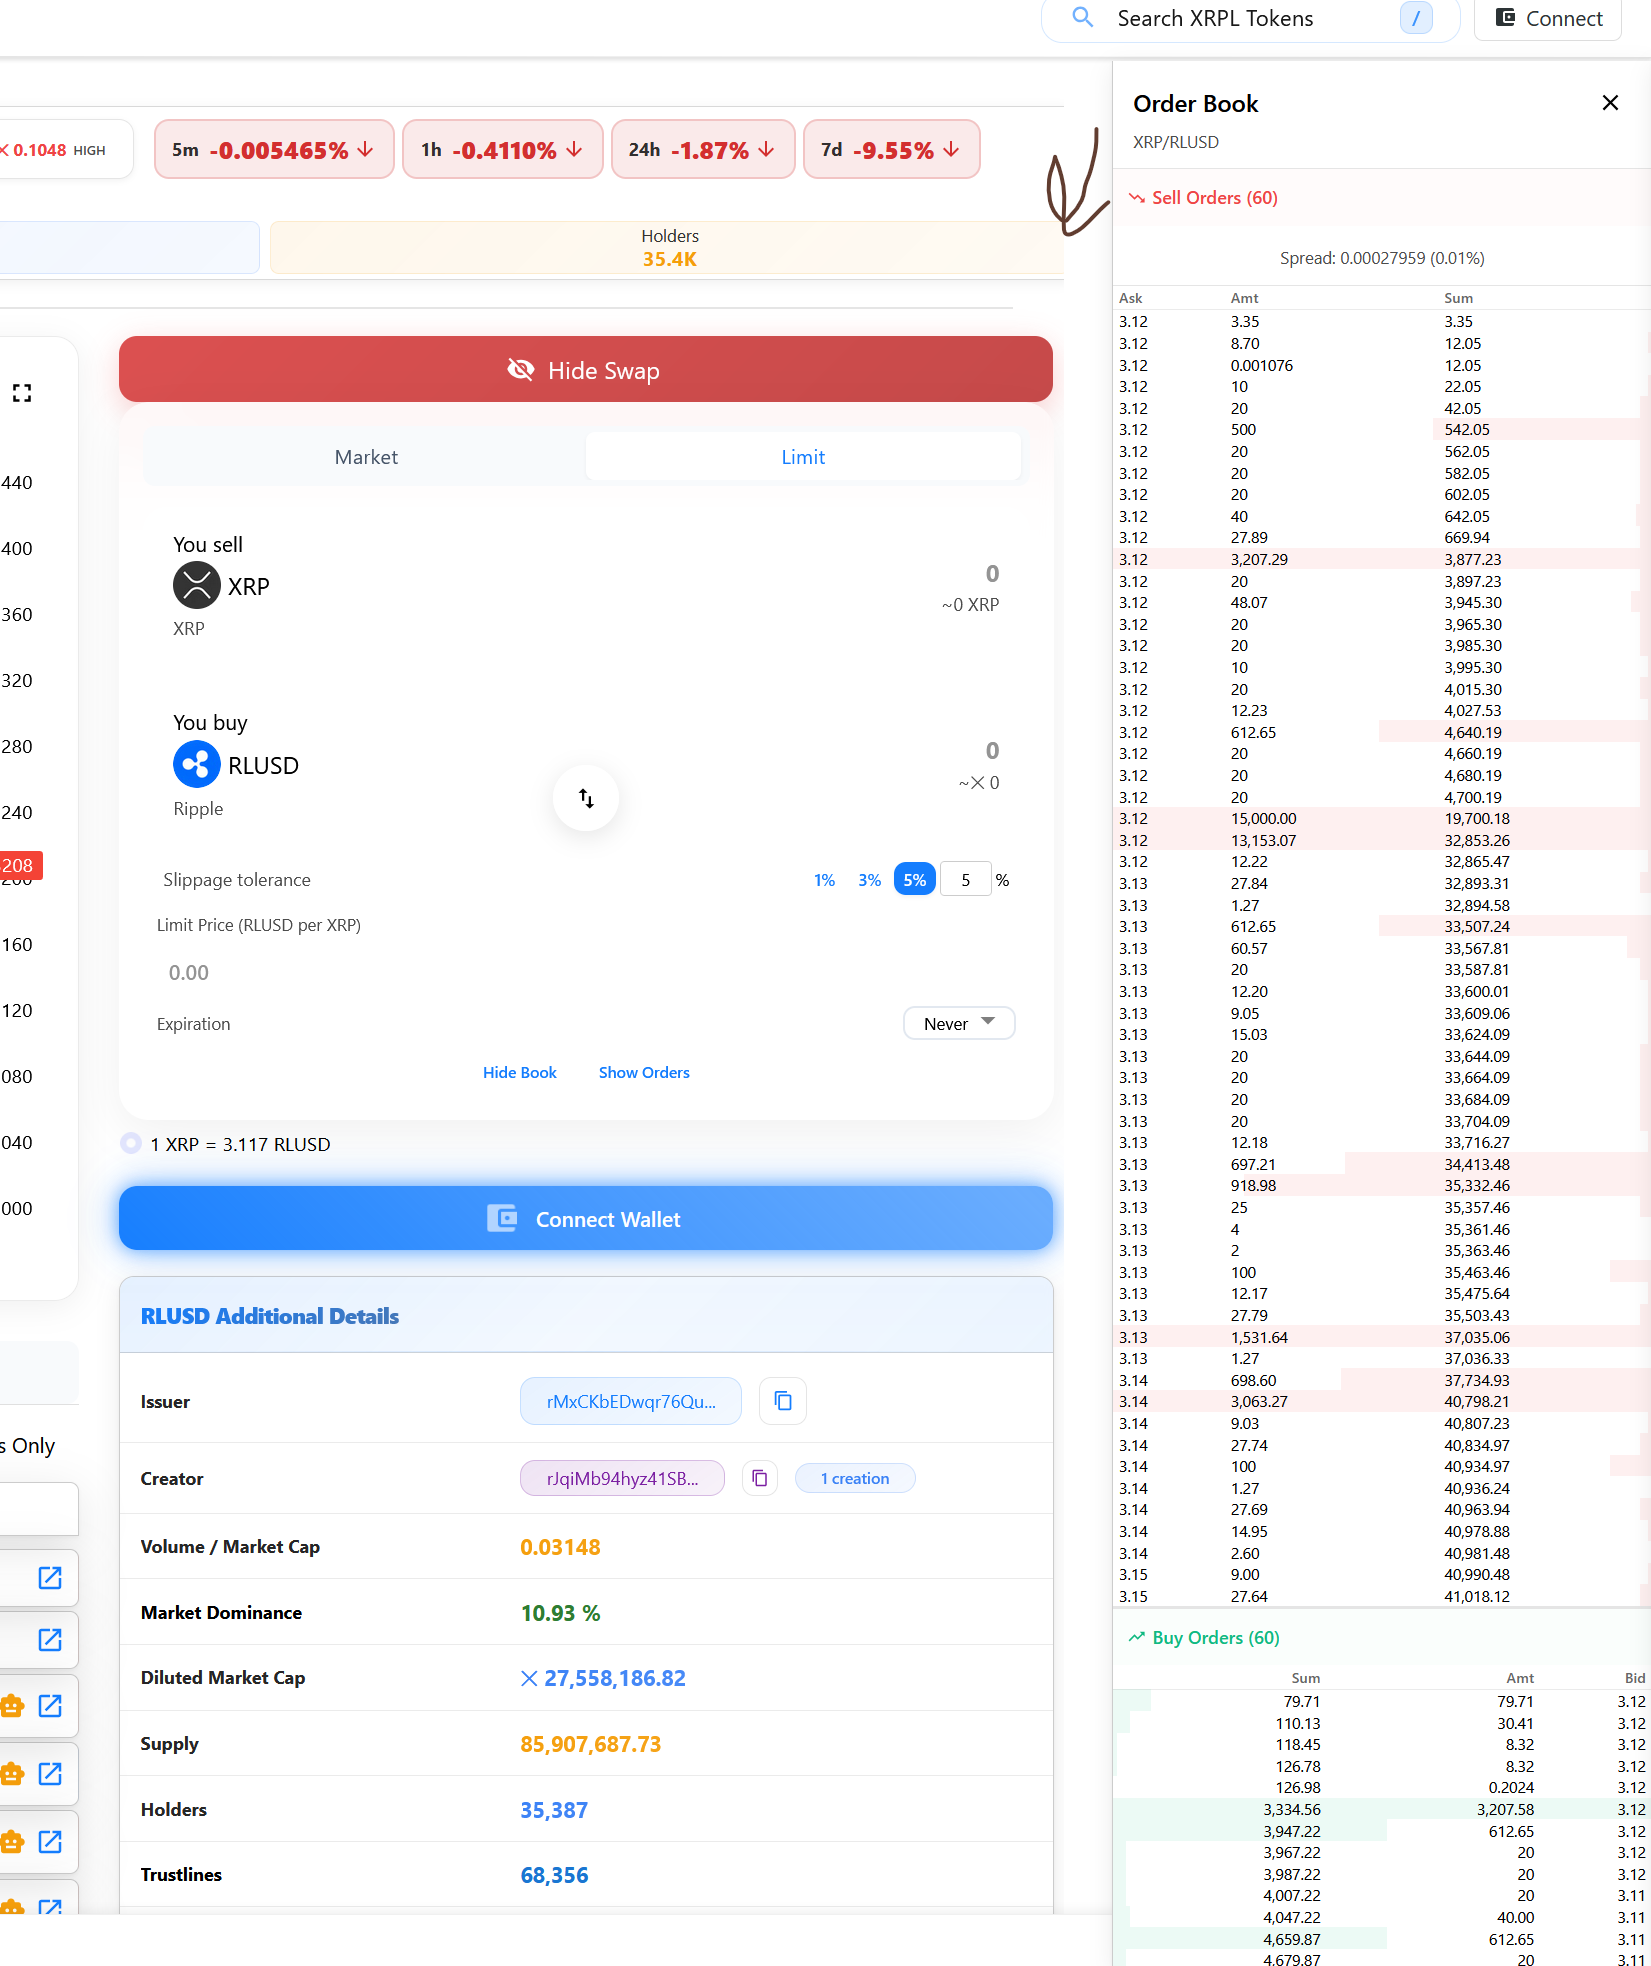 Search XRPL Tokens
/
Connect
0.1048 HIGH
5m -0.005465%
1h -0.4110%
24h -1.87%
7d -9.55%
Holders
35.4K
Hide Swap
Market
Limit
440
400
360
320
280
240
208
160
120
080
040
000
You sell
XRP
XRP
0
~0 XRP
You buy
RLUSD
Ripple
0
~ 0
Slippage tolerance
1% 3% 5% 5 %
Limit Price (RLUSD per XRP)
0.00
Expiration
Never
Hide Book
Show Orders
1 XRP = 3.117 RLUSD
Connect Wallet
RLUSD Additional Details
Issuer rMxCKbEDwqr76Qu...
Creator rJqiMb94hyz41SB... 1 creation
Volume / Market Cap 0.03148
Market Dominance 10.93 %
Diluted Market Cap 27,558,186.82
Supply 85,907,687.73
Holders 35,387
Trustlines 68,356
s Only
Order Book
XRP/RLUSD
Sell Orders (60)
Spread: 0.00027959 (0.01%)
Ask Amt Sum
3.12 3.35 3.35
3.12 8.70 12.05
3.12 0.001076 12.05
3.12 10 22.05
3.12 20 42.05
3.12 500 542.05
3.12 20 562.05
3.12 20 582.05
3.12 20 602.05
3.12 40 642.05
3.12 27.89 669.94
3.12 3,207.29 3,877.23
3.12 20 3,897.23
3.12 48.07 3,945.30
3.12 20 3,965.30
3.12 20 3,985.30
3.12 10 3,995.30
3.12 20 4,015.30
3.12 12.23 4,027.53
3.12 612.65 4,640.19
3.12 20 4,660.19
3.12 20 4,680.19
3.12 20 4,700.19
3.12 15,000.00 19,700.18
3.12 13,153.07 32,853.26
3.12 12.22 32,865.47
3.13 27.84 32,893.31
3.13 1.27 32,894.58
3.13 612.65 33,507.24
3.13 60.57 33,567.81
3.13 20 33,587.81
3.13 12.20 33,600.01
3.13 9.05 33,609.06
3.13 15.03 33,624.09
3.13 20 33,644.09
3.13 20 33,664.09
3.13 20 33,684.09
3.13 20 33,704.09
3.13 12.18 33,716.27
3.13 697.21 34,413.48
3.13 918.98 35,332.46
3.13 25 35,357.46
3.13 4 35,361.46
3.13 2 35,363.46
3.13 100 35,463.46
3.13 12.17 35,475.64
3.13 27.79 35,503.43
3.13 1,531.64 37,035.06
3.13 1.27 37,036.33
3.14 698.60 37,734.93
3.14 3,063.27 40,798.21
3.14 9.03 40,807.23
3.14 27.74 40,834.97
3.14 100 40,934.97
3.14 1.27 40,936.24
3.14 27.69 40,963.94
3.14 14.95 40,978.88
3.14 2.60 40,981.48
3.15 9.00 40,990.48
3.15 27.64 41,018.12
Buy Orders (60)
Sum Amt Bid
79.71 79.71 3.12
110.13 30.41 3.12
118.45 8.32 3.12
126.78 8.32 3.12
126.98 0.2024 3.12
3,334.56 3,207.58 3.12
3,947.22 612.65 3.12
3,967.22 20 3.12
3,987.22 20 3.12
4,007.22 20 3.11
4,047.22 40.00 3.11
4,659.87 612.65 3.11
4,679.87 20 3.11